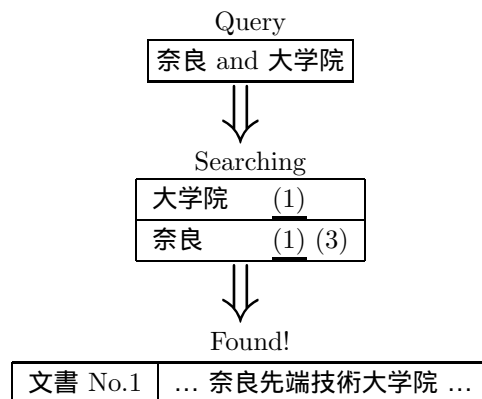 Query
奈良 and 大学院
Searching
大学院 (1)
奈良 (1) (3)
Found!
文書 No.1 ... 奈良先端技術大学院 ...